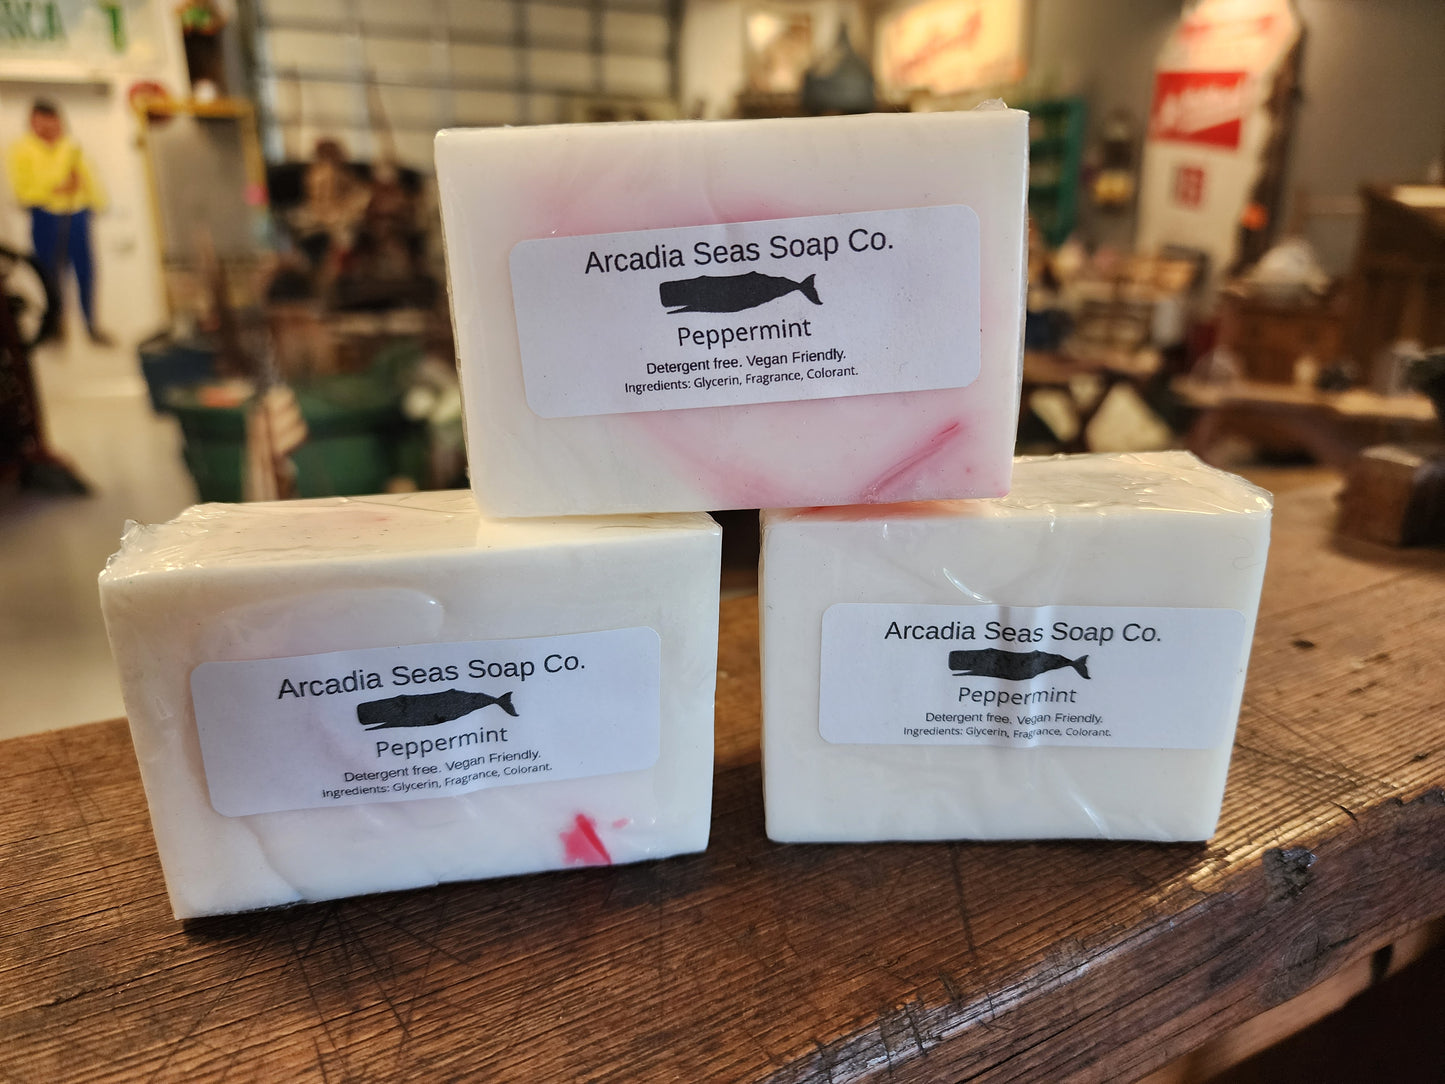 Arcadia Seas Soap Co.
Peppermint
Detergent free. Vegan Friendly.
Ingredients: Glycerin, Fragrance, Colorant.
Arcadia Seas Soap Co.
Peppermint
Detergent free. Vegan Friendly.
Ingredients: Glycerin, Fragrance, Colorant.
Arcadia Seas Soap Co.
Peppermint
Detergent free. Vegan Friendly.
Ingredients: Glycerin, Fragrance, Colorant.